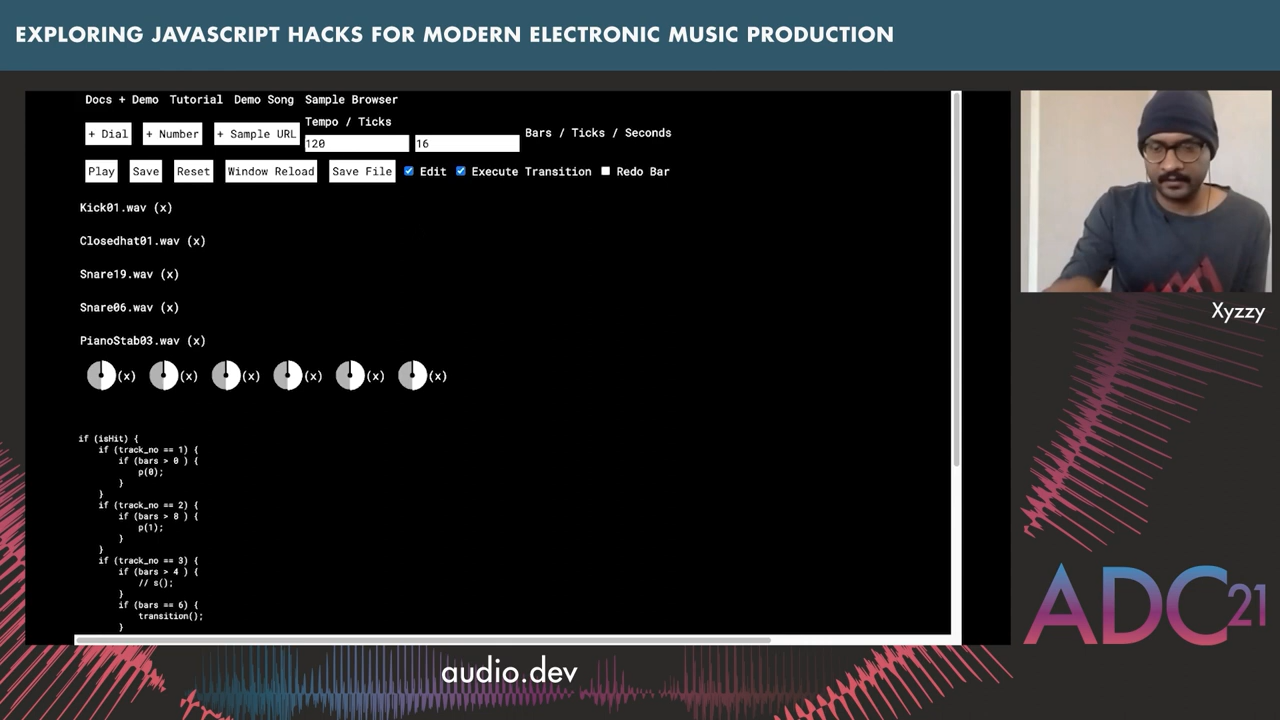 EXPLORING JAVASCRIPT HACKS FOR MODERN ELECTRONIC MUSIC PRODUCTION
Docs + Demo Tutorial Demo Song Sample Browser
+ Dial + Number + Sample URL Tempo / Ticks 120 16 Bars / Ticks / Seconds
Play Save Reset Window Reload Save File Edit Execute Transition Redo Bar
Kick01.wav (x)
Closedhat01.wav (x)
Snare19.wav (x)
Snare06.wav (x)
PianoStab03.wav (x)
(x) (x) (x) (x) (x) (x)
if (isHit) {
if (track_no == 1) {
if (bars > 0 ) {
p(0);
}
}
if (track_no == 2) {
if (bars > 8 ) {
p(1);
}
}
if (track_no == 3) {
if (bars > 4 ) {
// s();
}
if (bars == 6) {
transition();
}
Xyzzy
ADC21
audio.dev